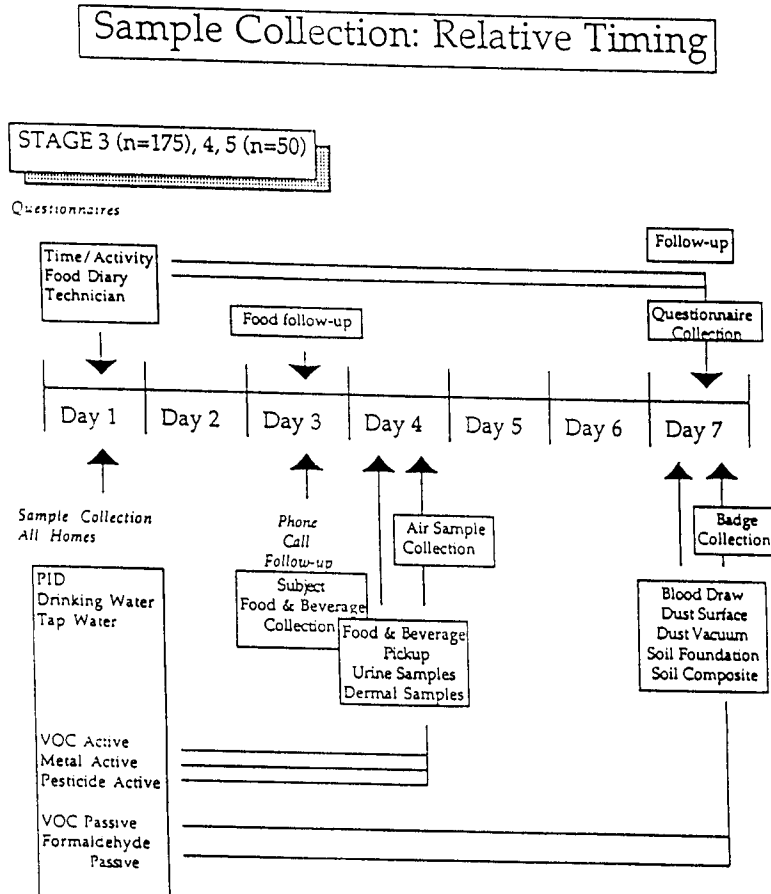 Sample Collection: Relative Timing
STAGE 3 (n=175), 4, 5 (n=50)
Questionnaires
Time/Activity
Food Diary
Technician
Follow-up
Food follow-up
Questionnaire
Collection
Day 1
Day 2
Day 3
Day 4
Day 5
Day 6
Day 7
Sample Collection
All Homes
Phone
Call
Follow-up
Air Sample
Collection
Badge
Collection
PID
Drinking Water
Tap Water
Subject
Food & Beverage
Collection
Food & Beverage
Pickup
Urine Samples
Dermal Samples
Blood Draw
Dust Surface
Dust Vacuum
Soil Foundation
Soil Composite
VOC Active
Metal Active
Pesticide Active
VOC Passive
Formaldehyde
Passive